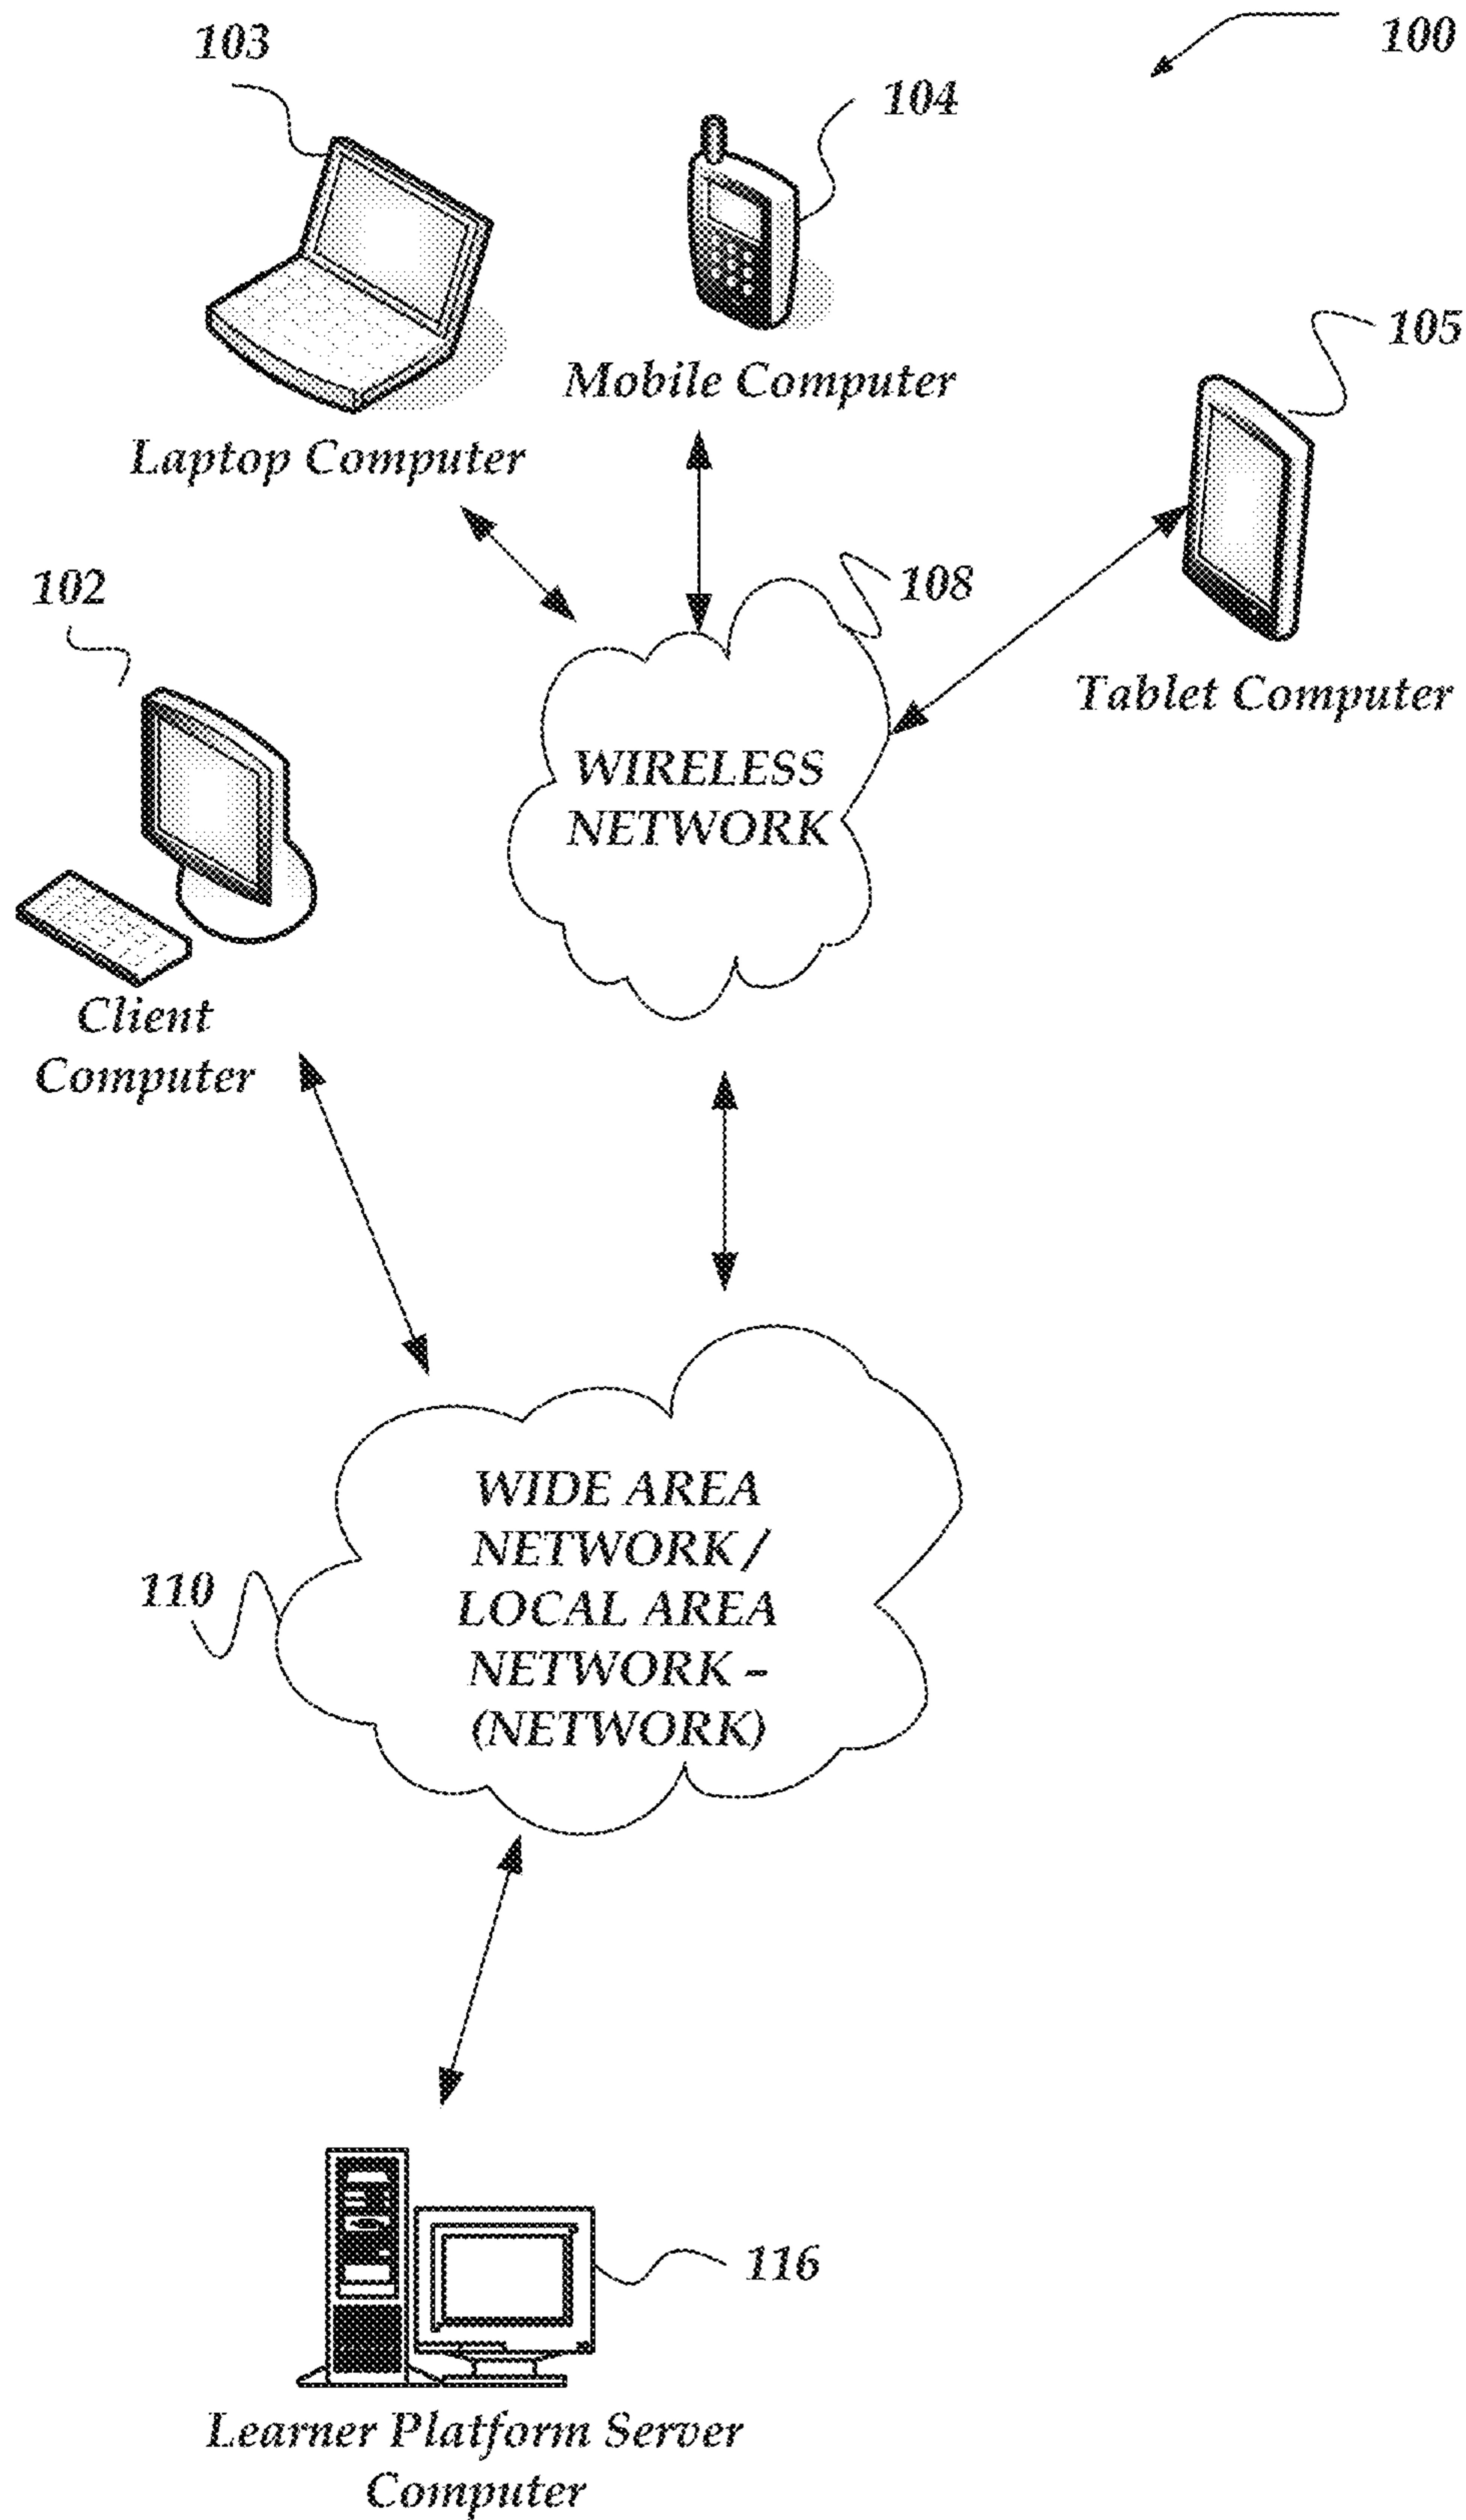 103
100
104
105
Mobile Computer
Laptop Computer
102
108
Tablet Computer
WIRELESS
NETWORK
Client
Computer
WIDE AREA
NETWORK /
LOCAL AREA
NETWORK –
(NETWORK)
110
116
Learner Platform Server
Computer